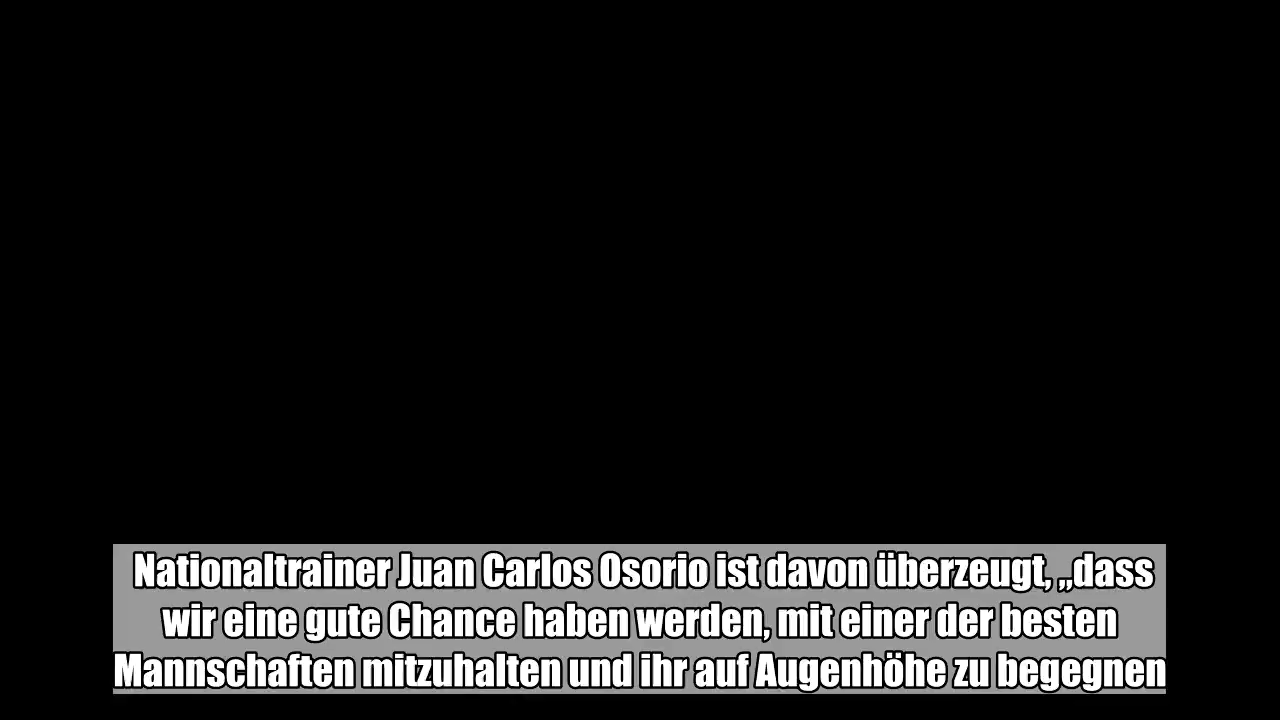 Nationaltrainer Juan Carlos Osorio ist davon überzeugt, „dass
wir eine gute Chance haben werden, mit einer der besten
Mannschaften mitzuhalten und ihr auf Augenhöhe zu begegnen